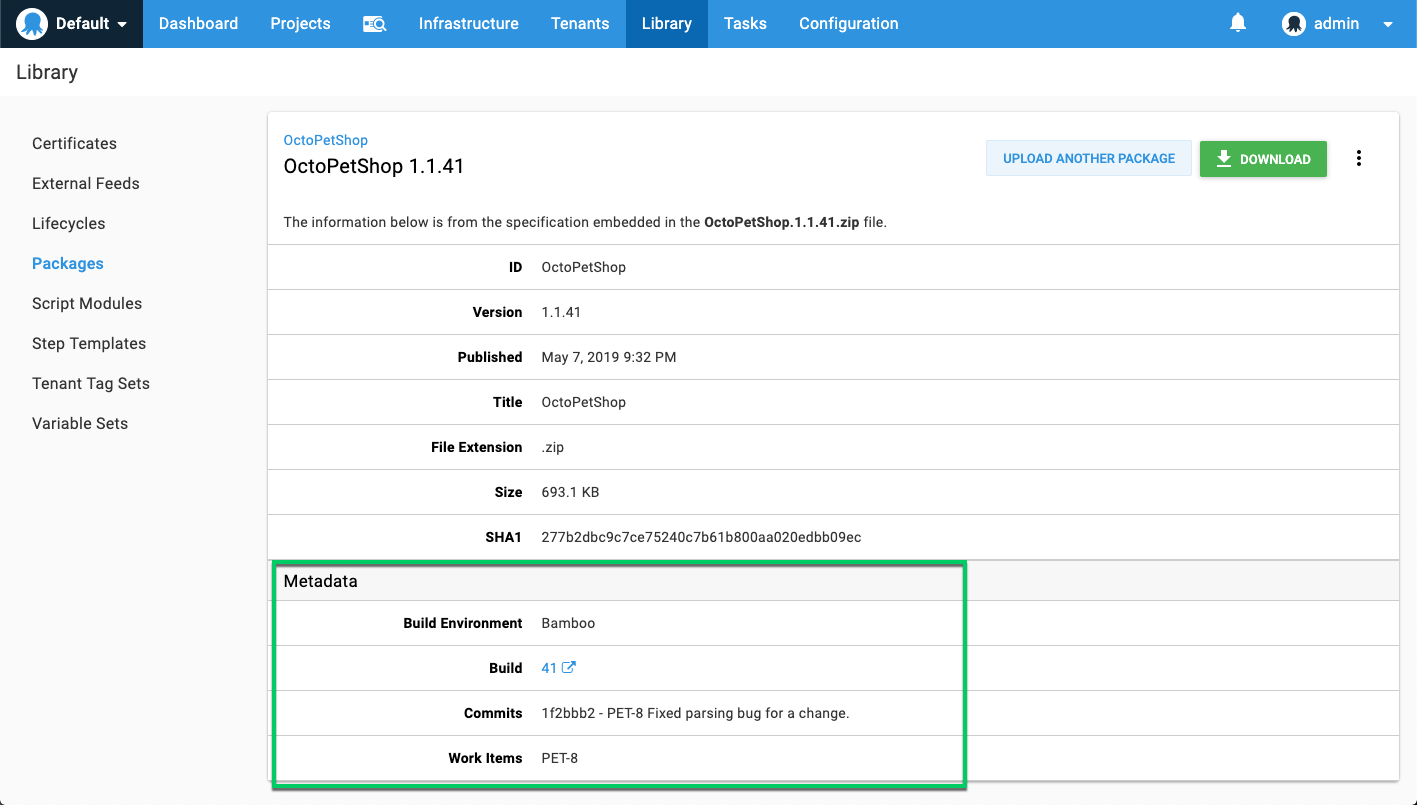 Default Dashboard Projects Infrastructure Tenants Library Tasks Configuration admin
Library
Certificates
External Feeds
Lifecycles
Packages
Script Modules
Step Templates
Tenant Tag Sets
Variable Sets
OctoPetShop
OctoPetShop 1.1.41
UPLOAD ANOTHER PACKAGE
DOWNLOAD
The information below is from the specification embedded in the OctoPetShop.1.1.41.zip file.
ID OctoPetShop
Version 1.1.41
Published May 7, 2019 9:32 PM
Title OctoPetShop
File Extension .zip
Size 693.1 KB
SHA1 277b2dbc9c7ce75240c7b61b800aa020edbb09ec
Metadata
Build Environment Bamboo
Build 41
Commits 1f2bbb2 - PET-8 Fixed parsing bug for a change.
Work Items PET-8